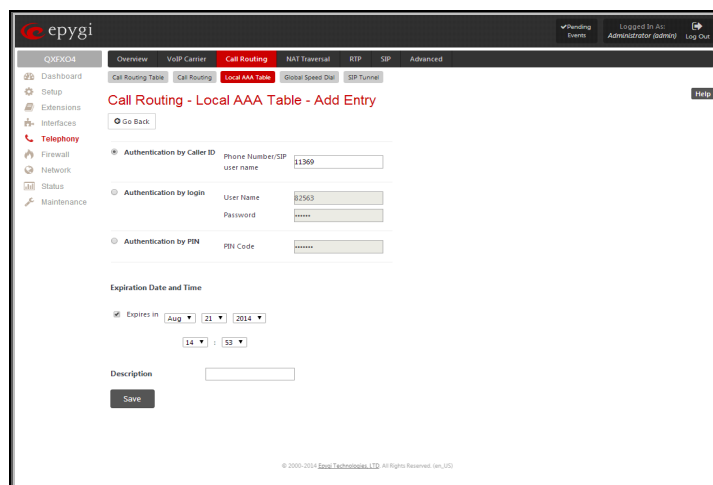 epygi
✔Pending Events
Logged In As: Administrator (admin)
Log Out
QXFXO4
Overview VoIP Carrier Call Routing NAT Traversal RTP SIP Advanced
Dashboard
Setup
Extensions
Interfaces
Telephony
Firewall
Network
Status
Maintenance
Call Routing Table Call Routing Local AAA Table Global Speed Dial SIP Tunnel
Call Routing - Local AAA Table - Add Entry
Help
Go Back
Authentication by Caller ID
Phone Number/SIP user name
11369
Authentication by login
User Name
82563
Password
••••••
Authentication by PIN
PIN Code
•••••••
Expiration Date and Time
Expires in Aug 21 2014
14 : 53
Description
Save
© 2000-2014 Epygi Technologies, LTD. All Rights Reserved. (en_US)